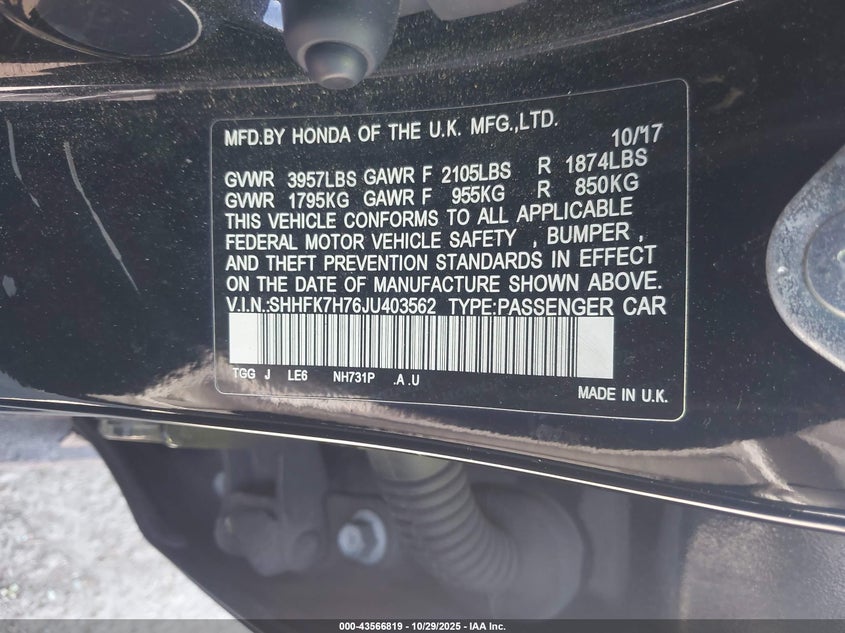 MFD.BY HONDA OF THE U.K. MFG.,LTD. 10/17
GVWR 3957LBS GAWR F 2105LBS R 1874LBS
GVWR 1795KG GAWR F 955KG R 850KG
THIS VEHICLE CONFORMS TO ALL APPLICABLE
FEDERAL MOTOR VEHICLE SAFETY , BUMPER ,
AND THEFT PREVENTION STANDARDS IN EFFECT
ON THE DATE OF MANUFACTURE SHOWN ABOVE.
V.I.N.:SHHFK7H76JU403562 TYPE:PASSENGER CAR
TGG J LE6 NH731P .A .U
MADE IN U.K.
000-43566819 - 10/29/2025 - IAA Inc.